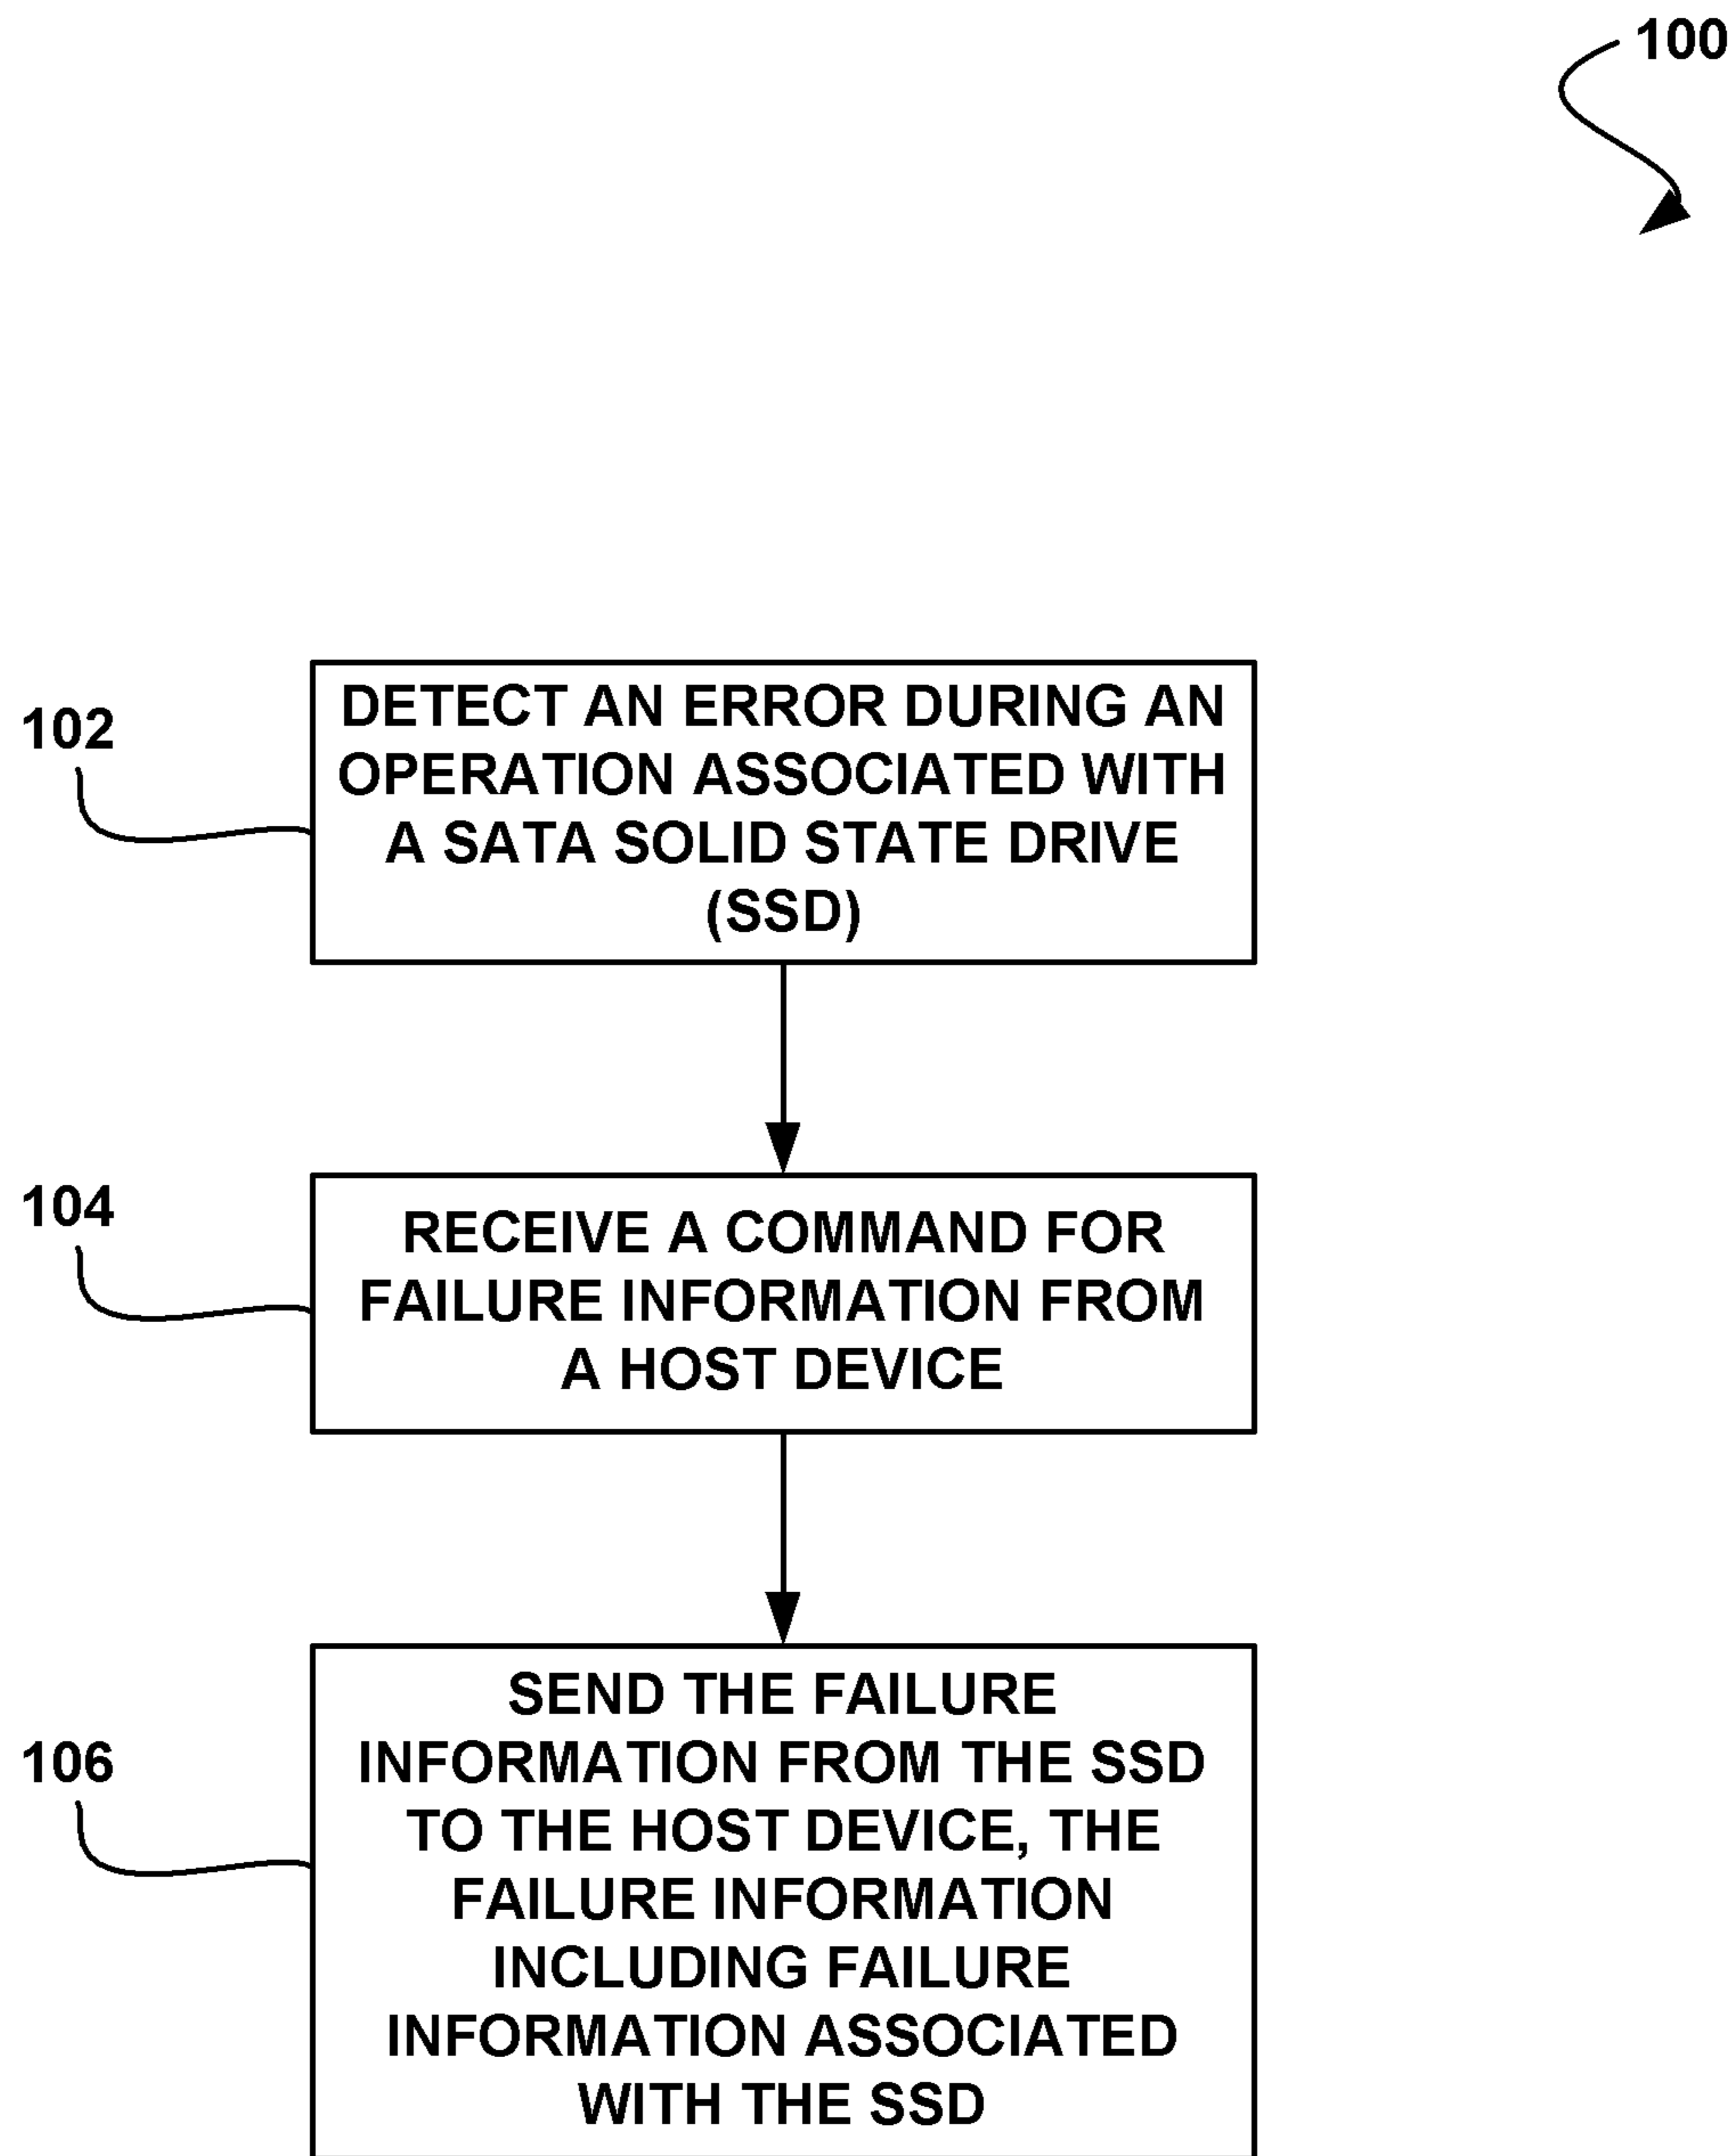 100
102
DETECT AN ERROR DURING AN
OPERATION ASSOCIATED WITH
A SATA SOLID STATE DRIVE
(SSD)
104
RECEIVE A COMMAND FOR
FAILURE INFORMATION FROM
A HOST DEVICE
106
SEND THE FAILURE
INFORMATION FROM THE SSD
TO THE HOST DEVICE, THE
FAILURE INFORMATION
INCLUDING FAILURE
INFORMATION ASSOCIATED
WITH THE SSD